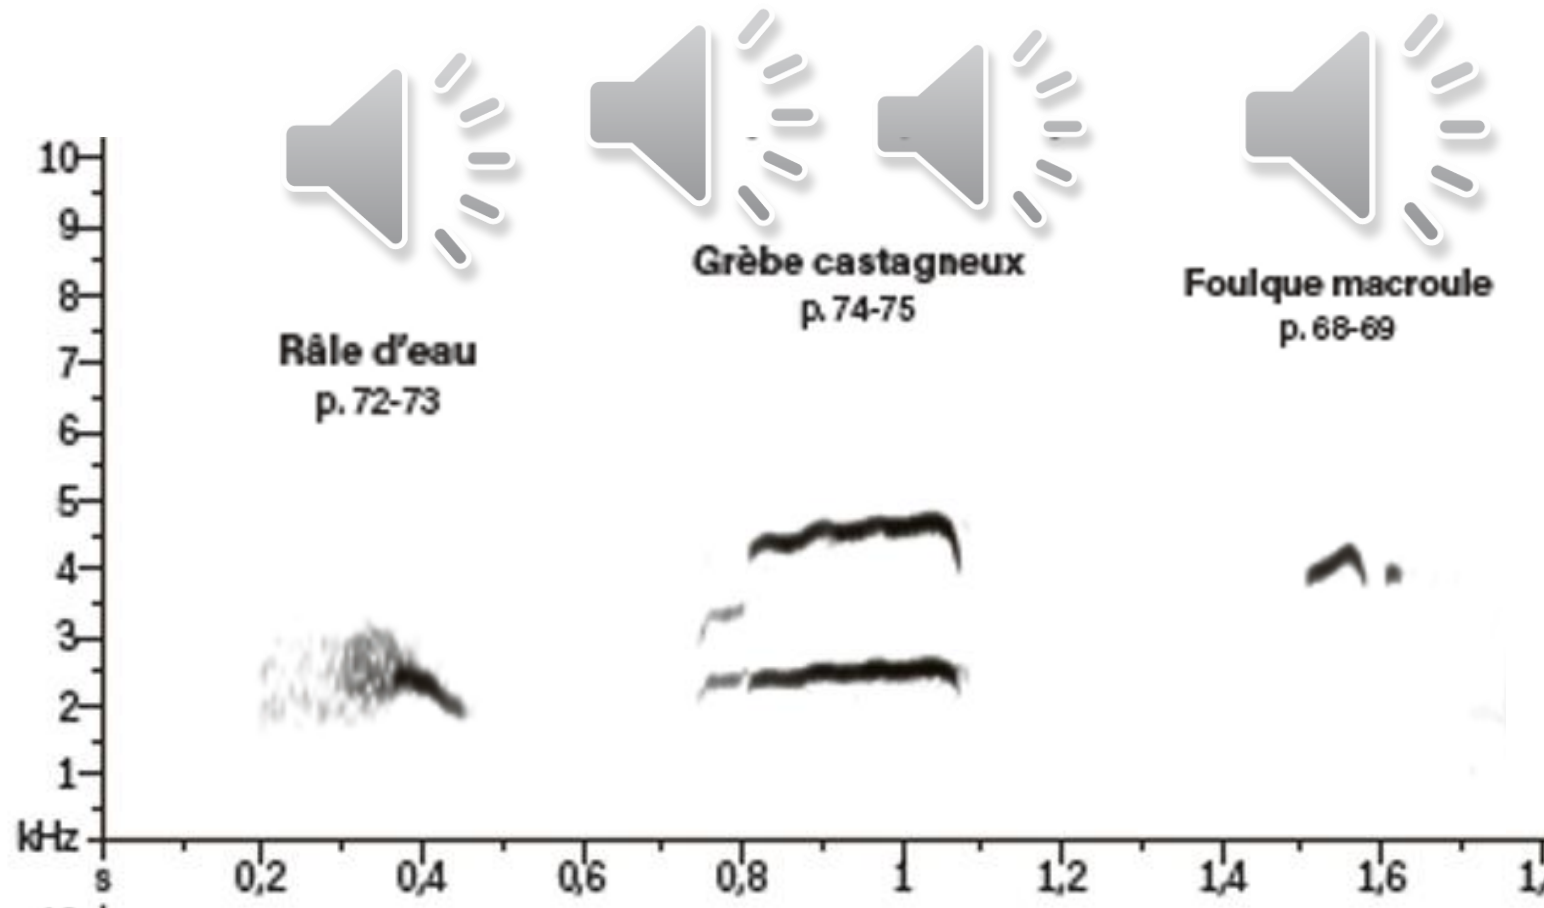 10
9
8
7
6
5
4
3
2
1
kHz
Grèbe castagneux
p. 74-75
Foulque macroule
p. 68-69
Râle d'eau
p. 72-73
s 0,2 0,4 0,6 0,8 1 1,2 1,4 1,6